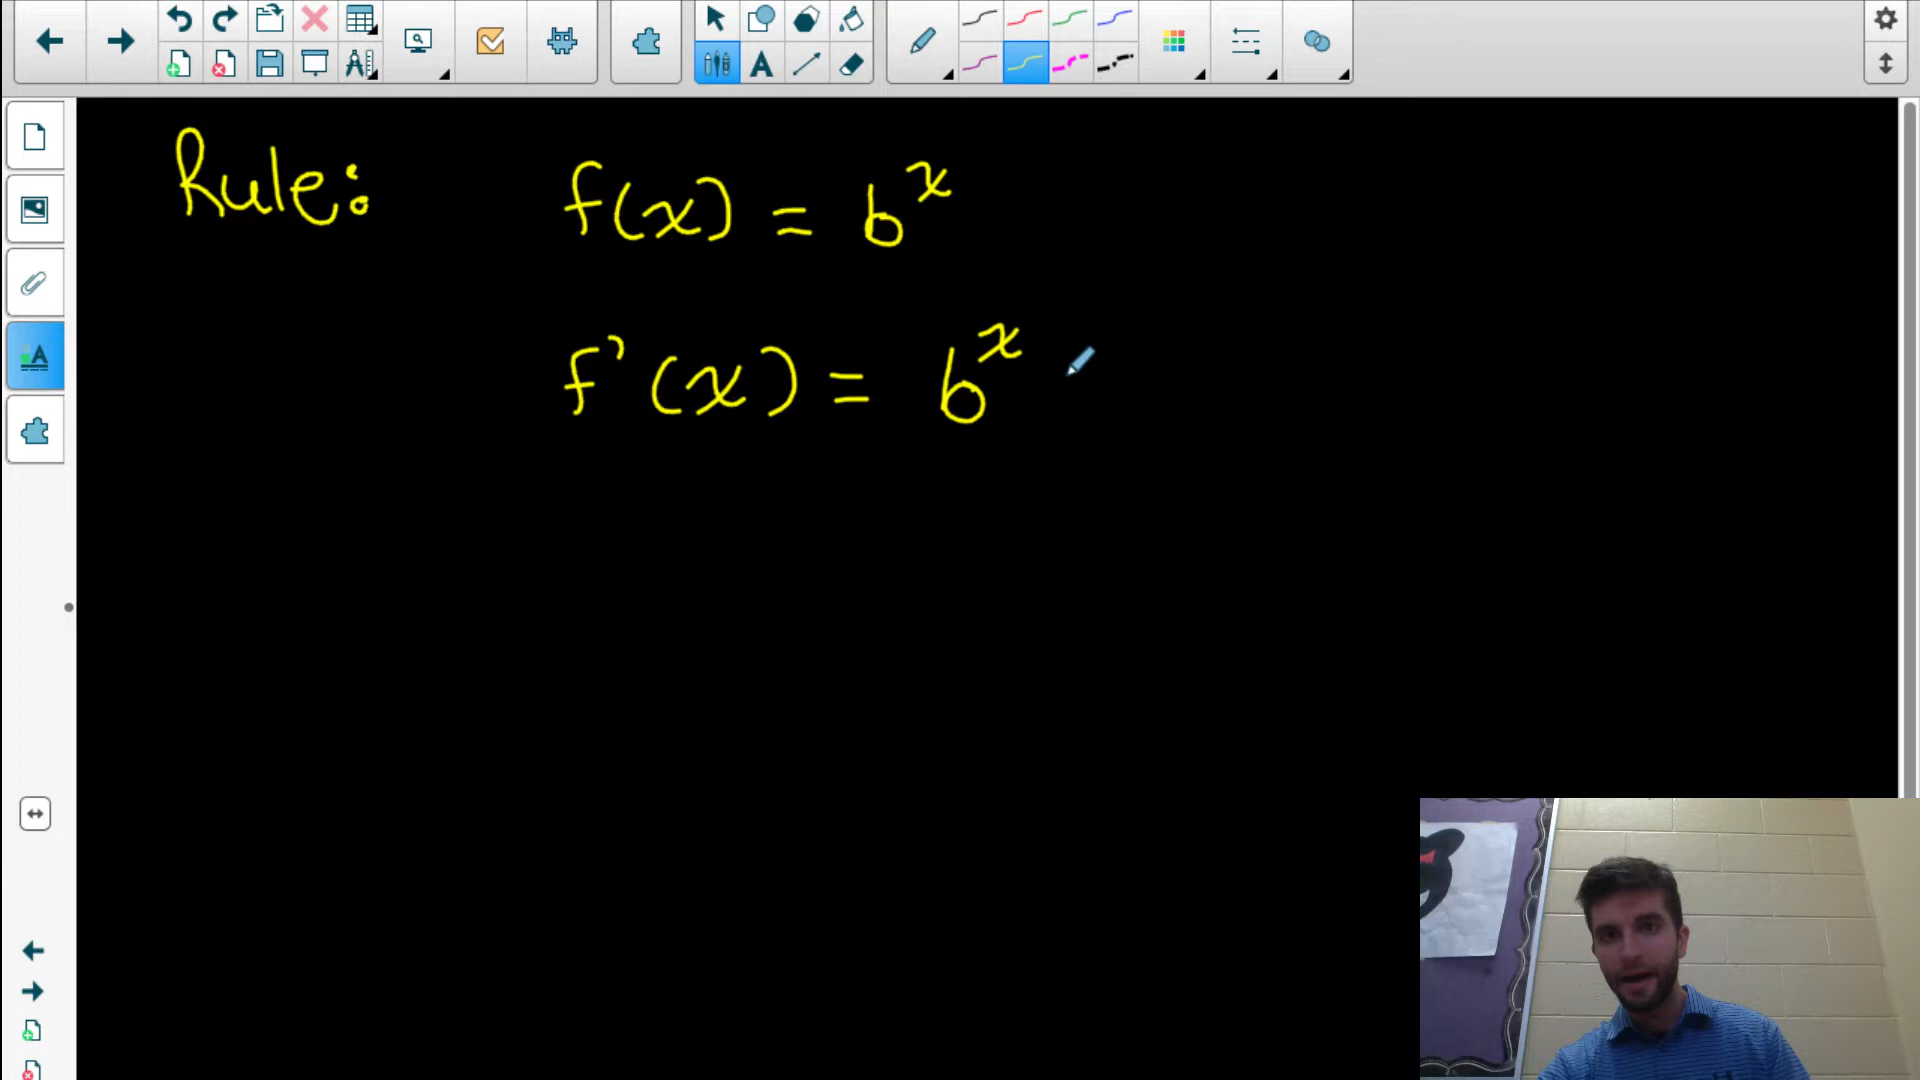 Rule: f(x) = b^x
f'(x) = b^x